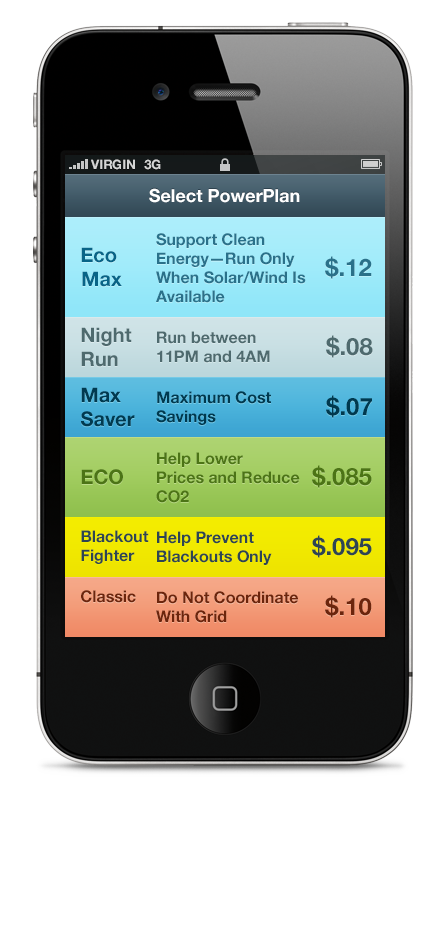 VIRGIN 3G
Select PowerPlan
Eco
Max
Support Clean
Energy—Run Only
When Solar/Wind Is
Available
$.12
Night
Run
Run between
11PM and 4AM
$.08
Max
Saver
Maximum Cost
Savings
$.07
ECO
Help Lower
Prices and Reduce
CO2
$.085
Blackout
Fighter
Help Prevent
Blackouts Only
$.095
Classic
Do Not Coordinate
With Grid
$.10